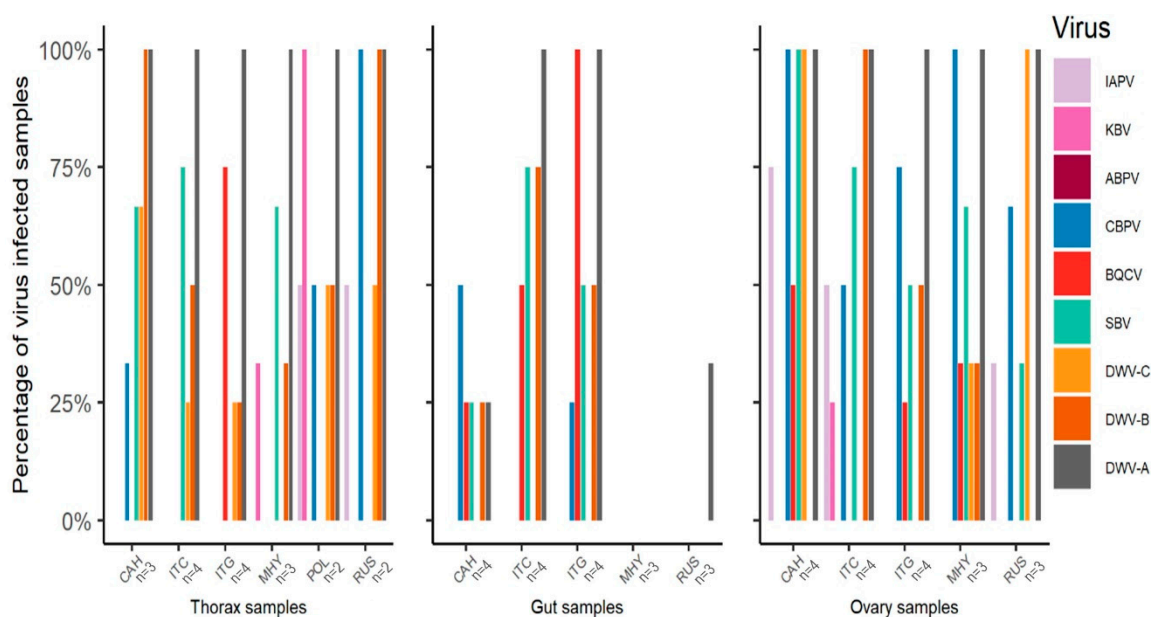 Virus
IAPV
KBV
ABPV
CBPV
BQCV
SBV
DWV-C
DWV-B
DWV-A
Percentage of virus infected samples
100%
75%
50%
25%
0%
CAH n=3
ITC n=4
ITG n=4
MHY n=3
POL n=2
RUS n=2
Thorax samples
CAH n=4
ITC n=4
ITG n=4
MHY n=3
RUS n=3
Gut samples
CAH n=4
ITC n=4
ITG n=4
MHY n=3
RUS n=3
Ovary samples